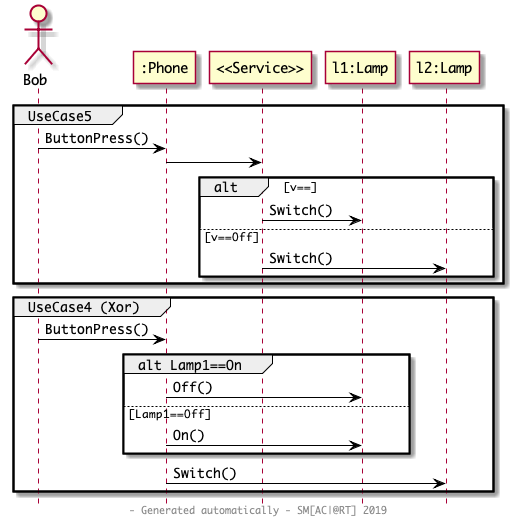 Bob
:Phone
<<Service>>
l1:Lamp
l2:Lamp
UseCase5
ButtonPress()
alt [v==]
Switch()
[v==Off]
Switch()
UseCase4 (Xor)
ButtonPress()
alt Lamp1==On
Off()
[Lamp1==Off]
On()
Switch()
- Generated automatically - SM[AC|@RT] 2019